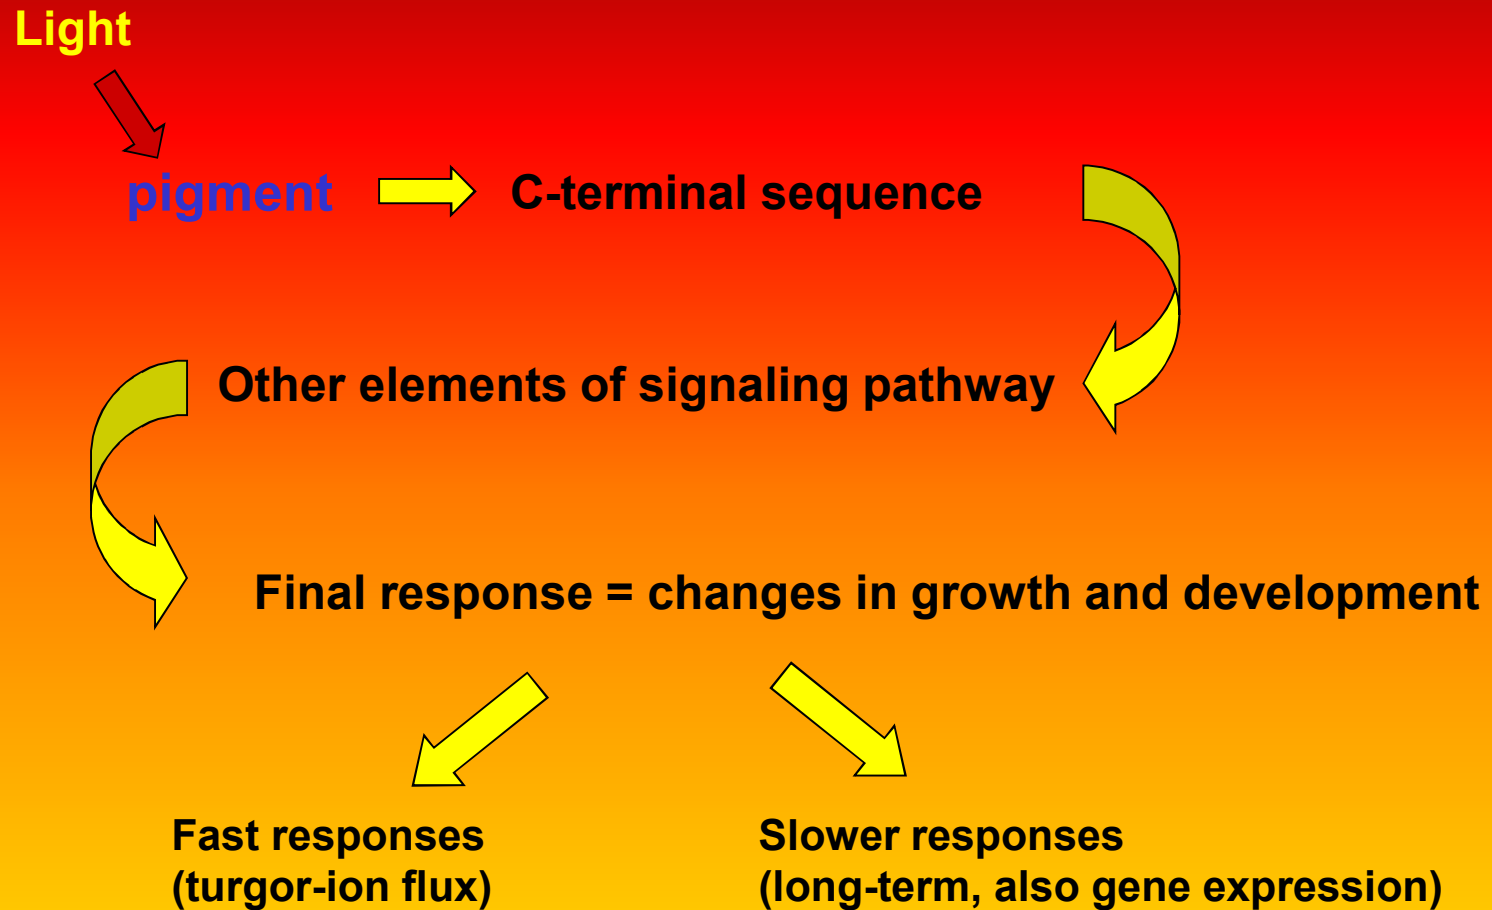 Light
pigment
C-terminal sequence
Other elements of signaling pathway
Final response = changes in growth and development
Fast responses
(turgor-ion flux)
Slower responses
(long-term, also gene expression)